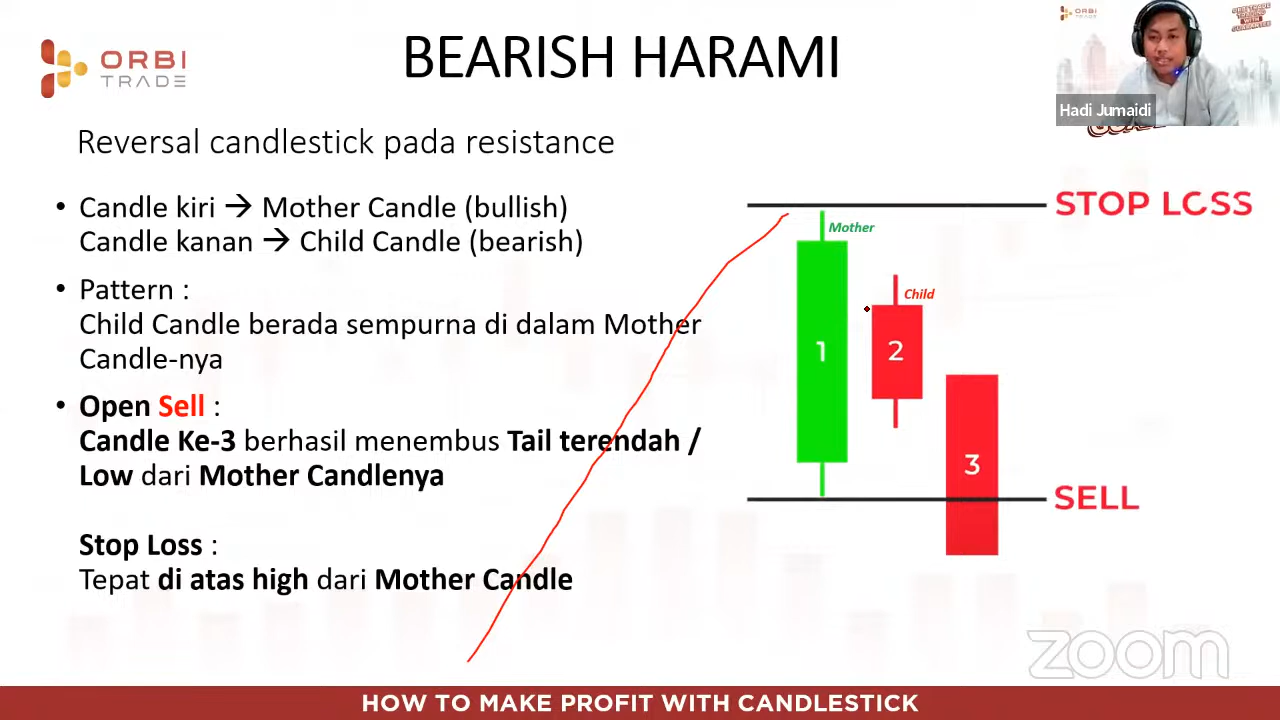 ORBI
TRADE
BEARISH HARAMI
ORBI
TRADE
Hadi Jumaidi
Reversal candlestick pada resistance
• Candle kiri → Mother Candle (bullish)
Candle kanan → Child Candle (bearish)
• Pattern :
Child Candle berada sempurna di dalam Mother
Candle-nya
• Open Sell :
Candle Ke-3 berhasil menembus Tail terendah /
Low dari Mother Candlenya
Stop Loss :
Tepat di atas high dari Mother Candle
STOP LOSS
Mother
Child
1
2
3
SELL
zoom
HOW TO MAKE PROFIT WITH CANDLESTICK